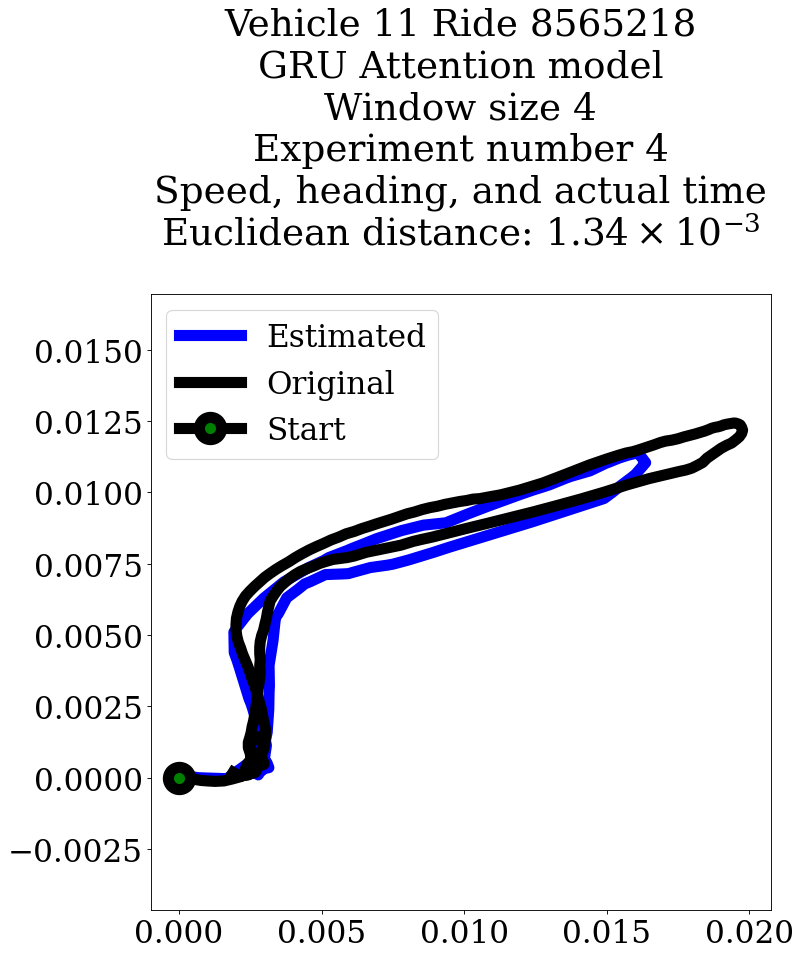 Vehicle 11 Ride 8565218
GRU Attention model
Window size 4
Experiment number 4
Speed, heading, and actual time
Euclidean distance: 1.34 × 10⁻³
Estimated
Original
Start
0.0150
0.0125
0.0100
0.0075
0.0050
0.0025
0.0000
−0.0025
0.000 0.005 0.010 0.015 0.020